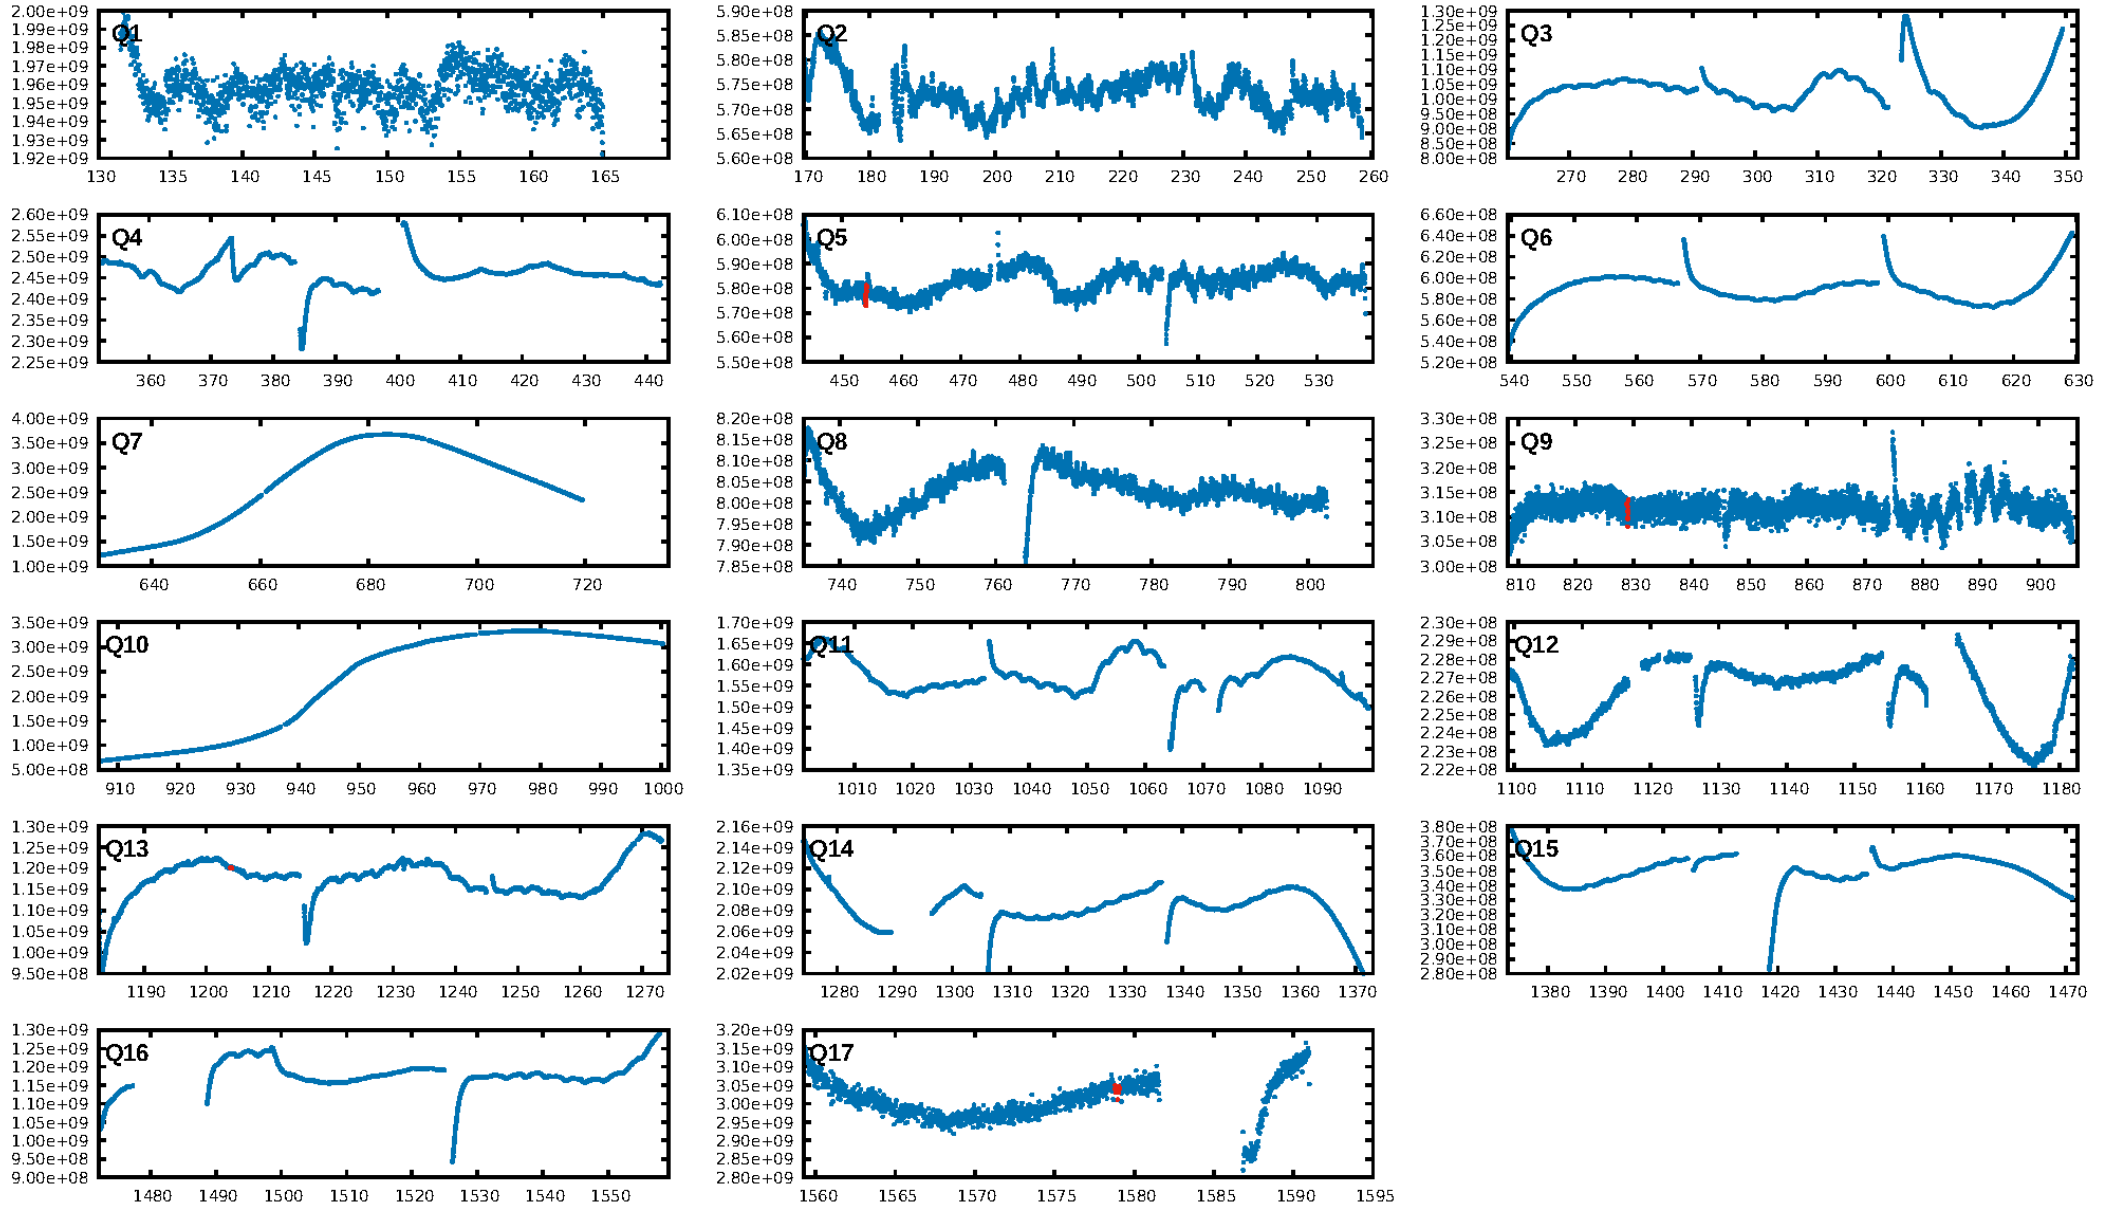 2.00e+09 1.99e+09 1.98e+09 1.97e+09 1.96e+09 1.95e+09 1.94e+09 1.93e+09 1.92e+09
Q1
130 135 140 145 150 155 160 165
5.90e+08 5.85e+08 5.80e+08 5.75e+08 5.70e+08 5.65e+08 5.60e+08
Q2
170 180 190 200 210 220 230 240 250 260
1.30e+09 1.25e+09 1.20e+09 1.15e+09 1.10e+09 1.05e+09 1.00e+09 9.50e+08 9.00e+08 8.50e+08 8.00e+08
Q3
270 280 290 300 310 320 330 340 350
2.60e+09 2.55e+09 2.50e+09 2.45e+09 2.40e+09 2.35e+09 2.30e+09 2.25e+09
Q4
360 370 380 390 400 410 420 430 440
6.10e+08 6.00e+08 5.90e+08 5.80e+08 5.70e+08 5.60e+08 5.50e+08
Q5
450 460 470 480 490 500 510 520 530
6.60e+08 6.40e+08 6.20e+08 6.00e+08 5.80e+08 5.60e+08 5.40e+08 5.20e+08
Q6
540 550 560 570 580 590 600 610 620 630
4.00e+09 3.50e+09 3.00e+09 2.50e+09 2.00e+09 1.50e+09 1.00e+09
Q7
640 660 680 700 720
8.20e+08 8.15e+08 8.10e+08 8.05e+08 8.00e+08 7.95e+08 7.90e+08 7.85e+08
Q8
740 750 760 770 780 790 800
3.30e+08 3.25e+08 3.20e+08 3.15e+08 3.10e+08 3.05e+08 3.00e+08
Q9
810 820 830 840 850 860 870 880 890 900
3.50e+09 3.00e+09 2.50e+09 2.00e+09 1.50e+09 1.00e+09 5.00e+08
Q10
910 920 930 940 950 960 970 980 990 1000
1.70e+09 1.65e+09 1.60e+09 1.55e+09 1.50e+09 1.45e+09 1.40e+09 1.35e+09
Q11
1010 1020 1030 1040 1050 1060 1070 1080 1090
2.30e+08 2.29e+08 2.28e+08 2.27e+08 2.26e+08 2.25e+08 2.24e+08 2.23e+08 2.22e+08
Q12
1100 1110 1120 1130 1140 1150 1160 1170 1180
1.30e+09 1.25e+09 1.20e+09 1.15e+09 1.10e+09 1.05e+09 1.00e+09 9.50e+08
Q13
1190 1200 1210 1220 1230 1240 1250 1260 1270
2.16e+09 2.14e+09 2.12e+09 2.10e+09 2.08e+09 2.06e+09 2.04e+09 2.02e+09
Q14
1280 1290 1300 1310 1320 1330 1340 1350 1360 1370
3.80e+08 3.70e+08 3.60e+08 3.50e+08 3.40e+08 3.30e+08 3.20e+08 3.10e+08 3.00e+08 2.90e+08 2.80e+08
Q15
1380 1390 1400 1410 1420 1430 1440 1450 1460 1470
1.30e+09 1.25e+09 1.20e+09 1.15e+09 1.10e+09 1.05e+09 1.00e+09 9.50e+08 9.00e+08
Q16
1480 1490 1500 1510 1520 1530 1540 1550
3.20e+09 3.15e+09 3.10e+09 3.05e+09 3.00e+09 2.95e+09 2.90e+09 2.85e+09 2.80e+09
Q17
1560 1565 1570 1575 1580 1585 1590 1595